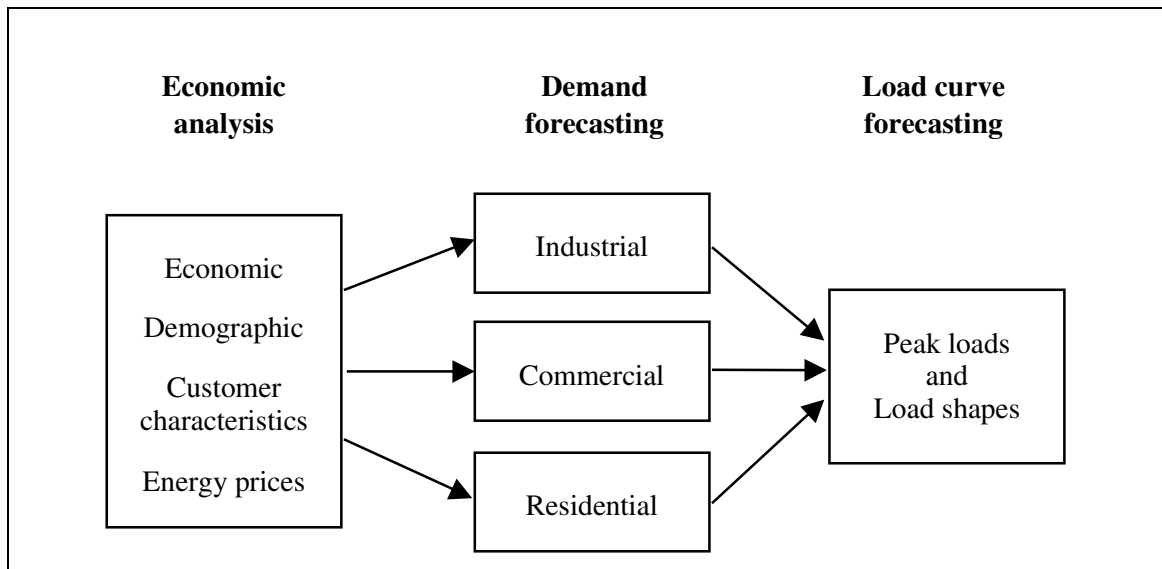 Economic
analysis
Demand
forecasting
Load curve
forecasting
Economic
Demographic
Customer
characteristics
Energy prices
Industrial
Commercial
Residential
Peak loads
and
Load shapes